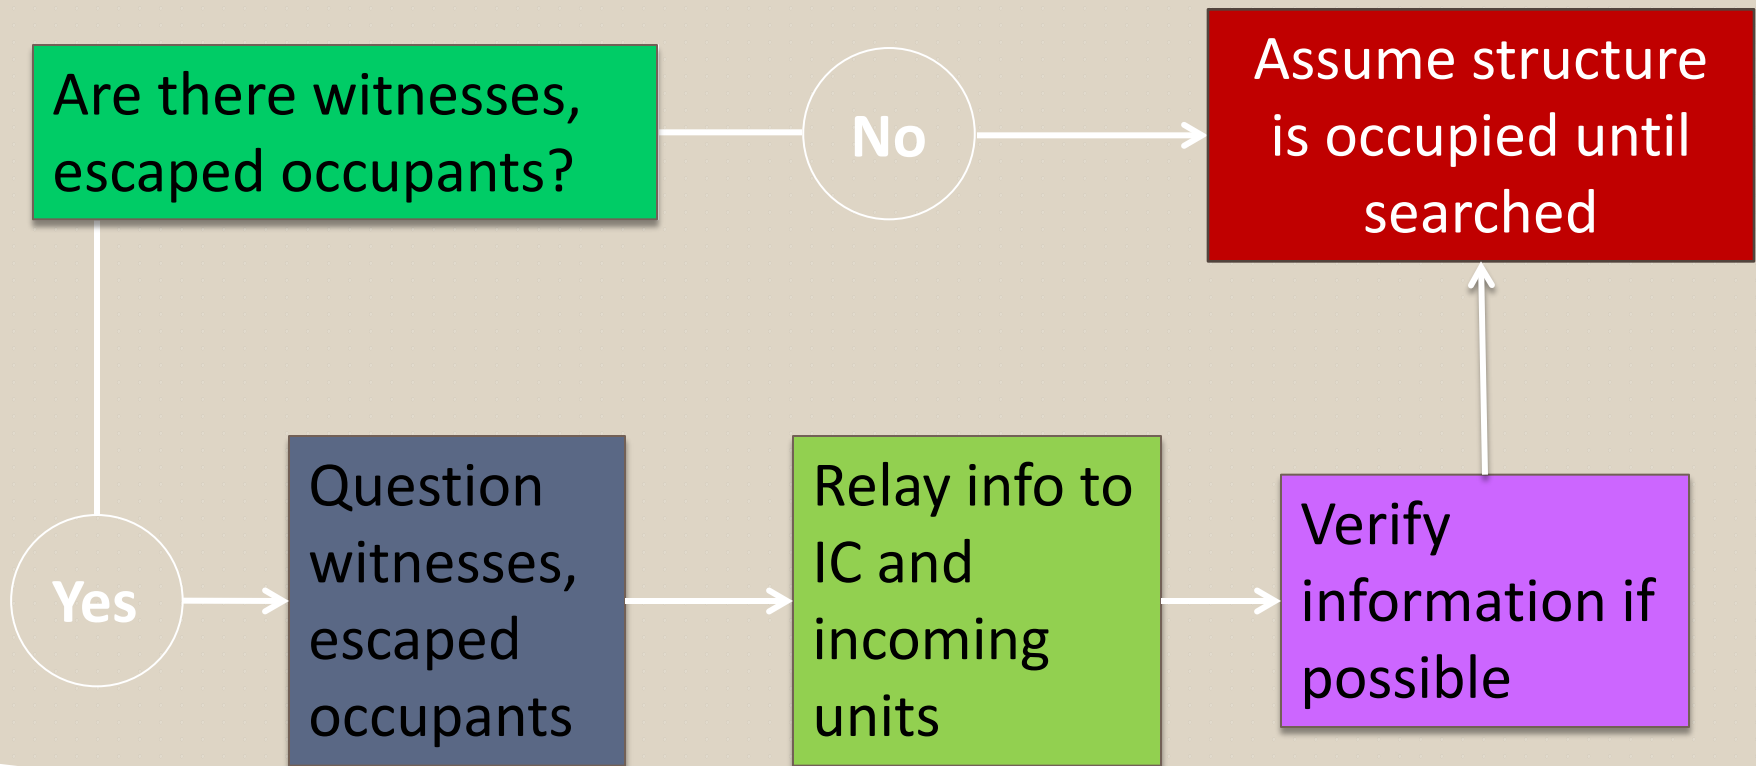 Are there witnesses,
escaped occupants?
No
Assume structure
is occupied until
searched
Yes
Question
witnesses,
escaped
occupants
Relay info to
IC and
incoming
units
Verify
information if
possible